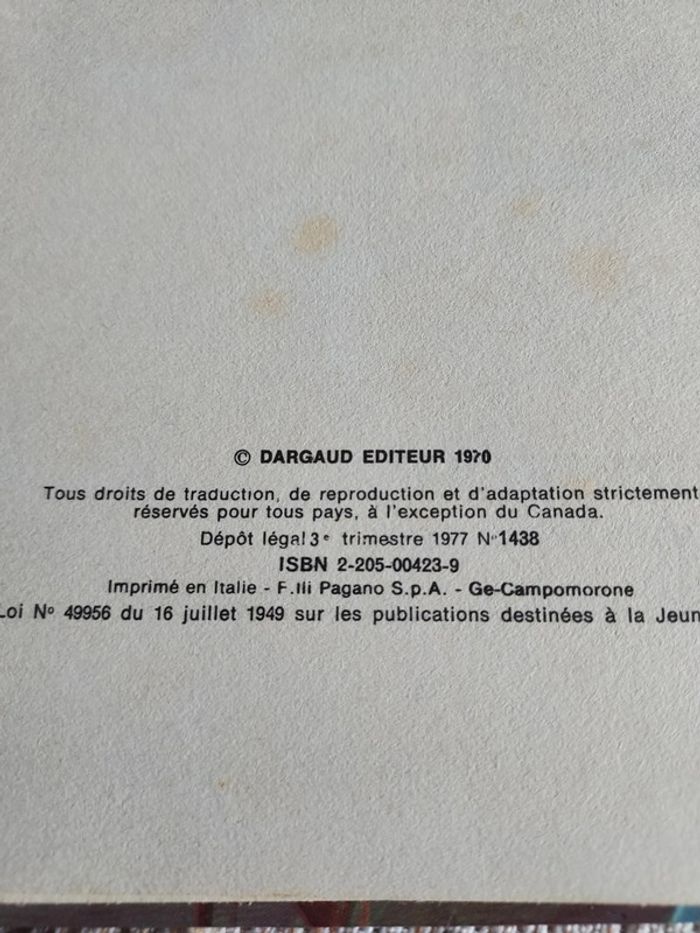 © DARGAUD EDITEUR 1970
Tous droits de traduction, de reproduction et d'adaptation strictement
réservés pour tous pays, à l'exception du Canada.
Dépôt légal 3e trimestre 1977 N° 1438
ISBN 2-205-00423-9
Imprimé en Italie - F.lli Pagano S.p.A. - Ge-Campomorone
Loi No 49956 du 16 juillet 1949 sur les publications destinées à la Jeun